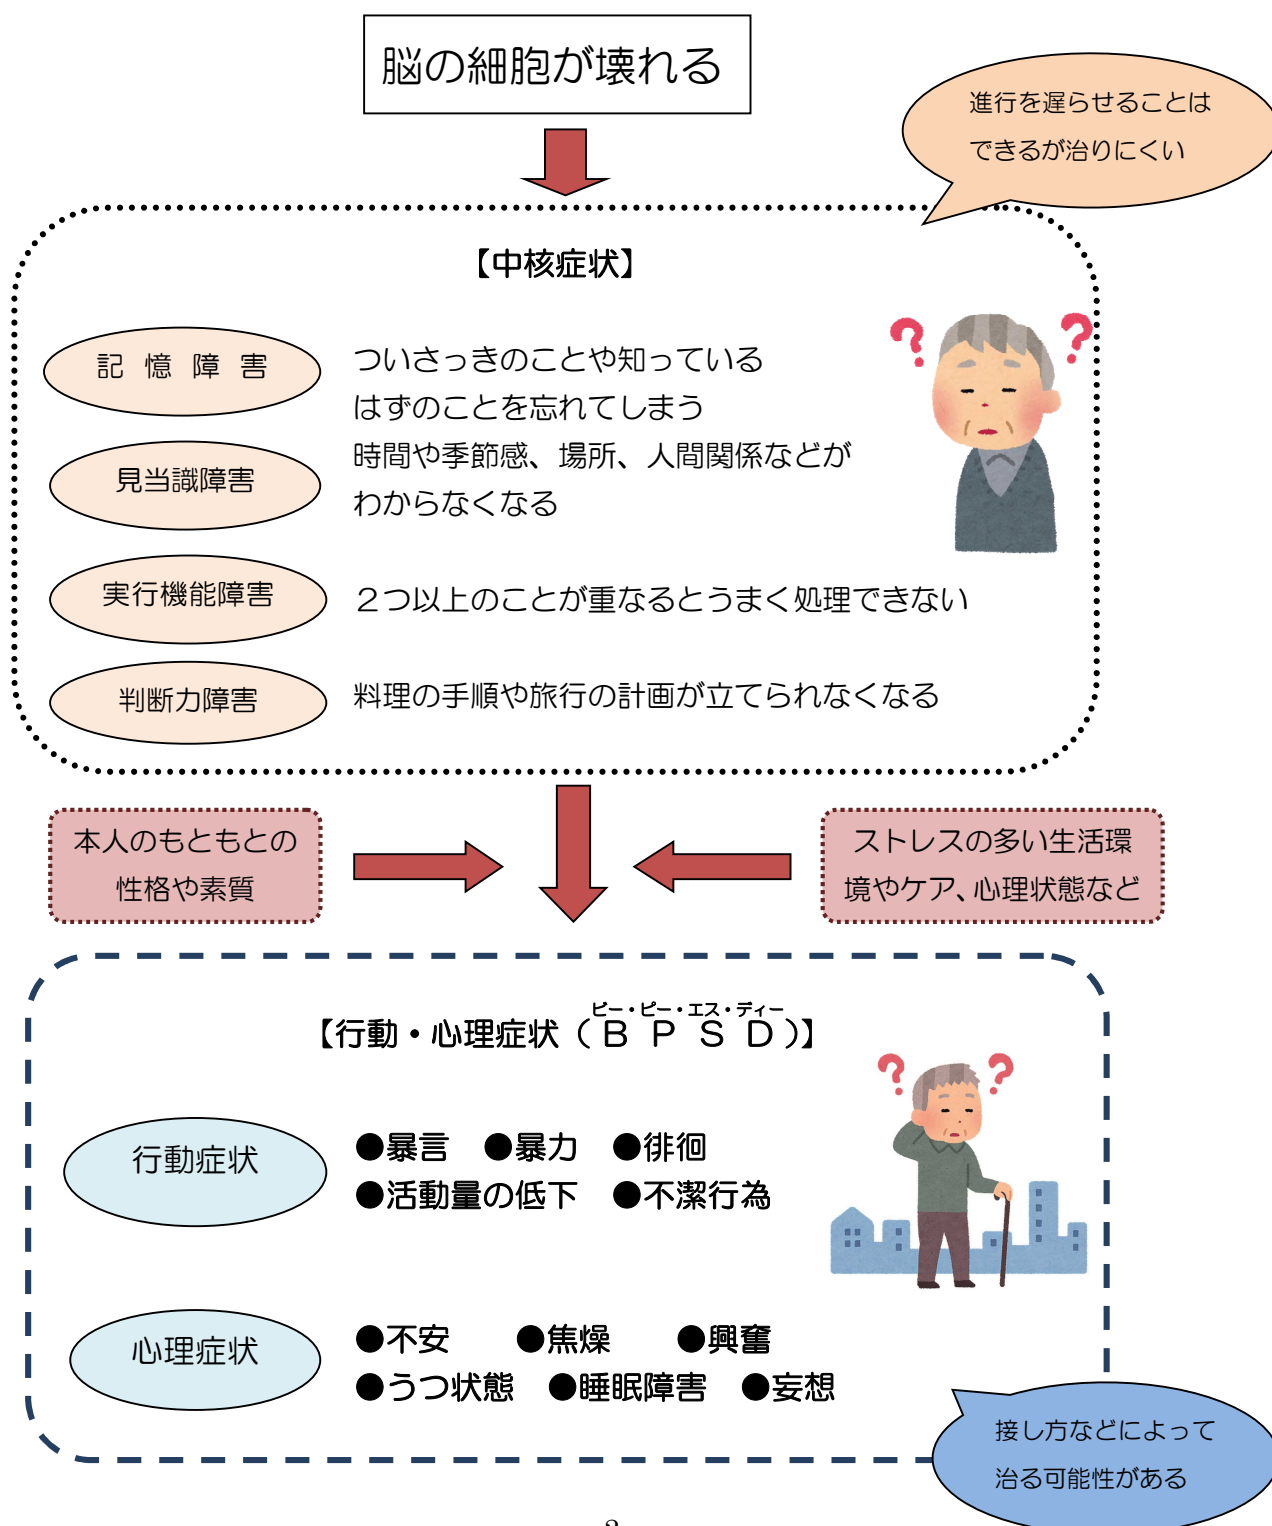 脳の細胞が壊れる
進行を遅らせることは
できるが治りにくい
【中核症状】
記憶障害
ついさっきのことや知っている
はずのことを忘れてしまう
見当識障害
時間や季節感、場所、人間関係などが
わからなくなる
実行機能障害
２つ以上のことが重なるとうまく処理できない
判断力障害
料理の手順や旅行の計画が立てられなくなる
本人のもともとの
性格や素質
ストレスの多い生活環
境やケア、心理状態など
ビー・ピー・エス・ディー
【行動・心理症状（ＢＰＳＤ）】
行動症状
●暴言　●暴力　●徘徊
●活動量の低下　●不潔行為
心理症状
●不安　●焦燥　●興奮
●うつ状態　●睡眠障害　●妄想
接し方などによって
治る可能性がある